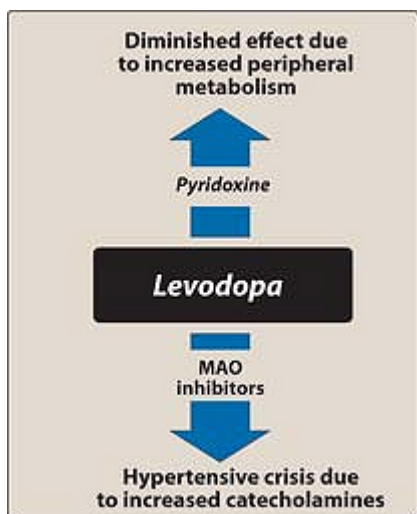 Diminished effect due
to increased peripheral
metabolism
Pyridoxine
Levodopa
MAO
inhibitors
Hypertensive crisis due
to increased catecholamines